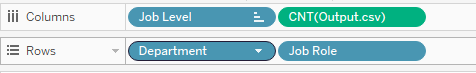 Columns Job Level CNT(Output.csv)
Rows Department Job Role